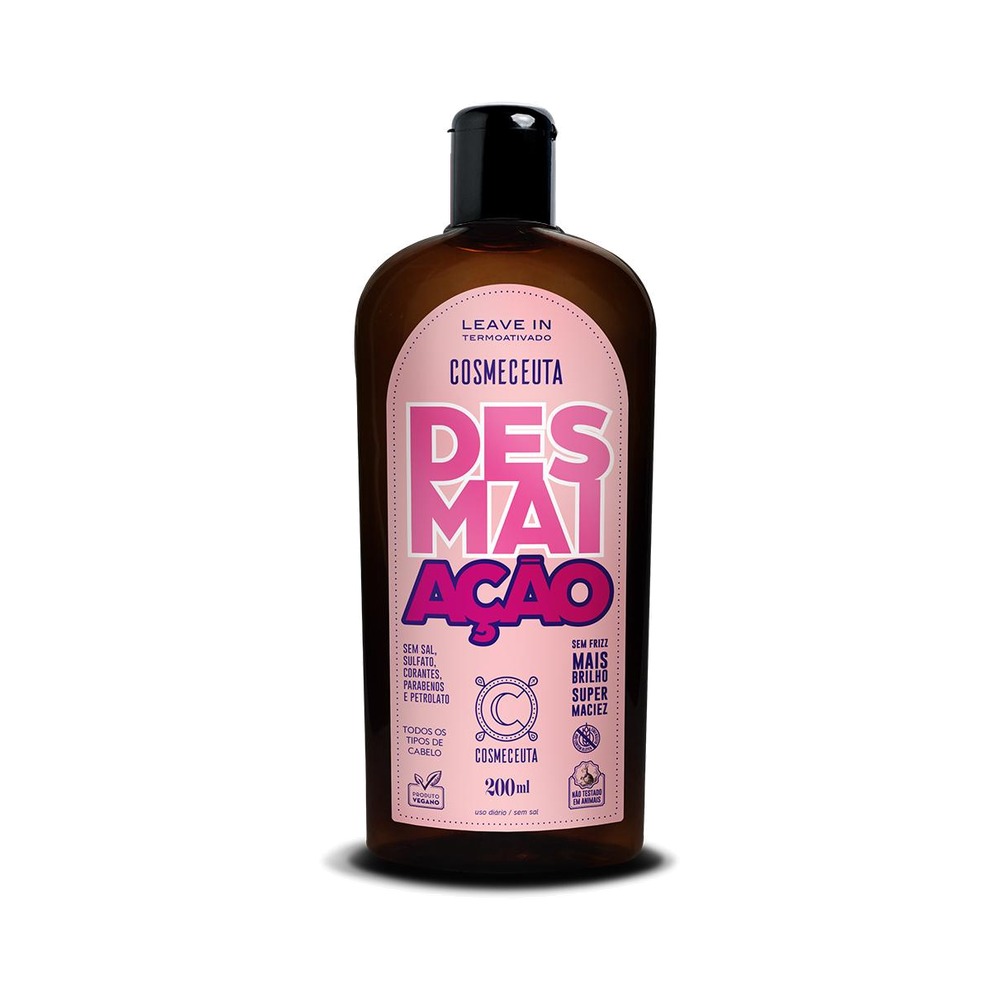 LEAVE IN
TERMOATIVADO
COSMECEUTA
DES
MAI
AÇÃO
SEM SAL,
SULFATO,
CORANTES,
PARABENOS
E PETROLATO
TODOS OS
TIPOS DE
CABELO
PRODUTO
VEGANO
C
COSMECEUTA
200ml
uso diário / sem sal
SEM FRIZZ
MAIS
BRILHO
SUPER
MACIEZ
NÃO TESTADO
EM ANIMAIS